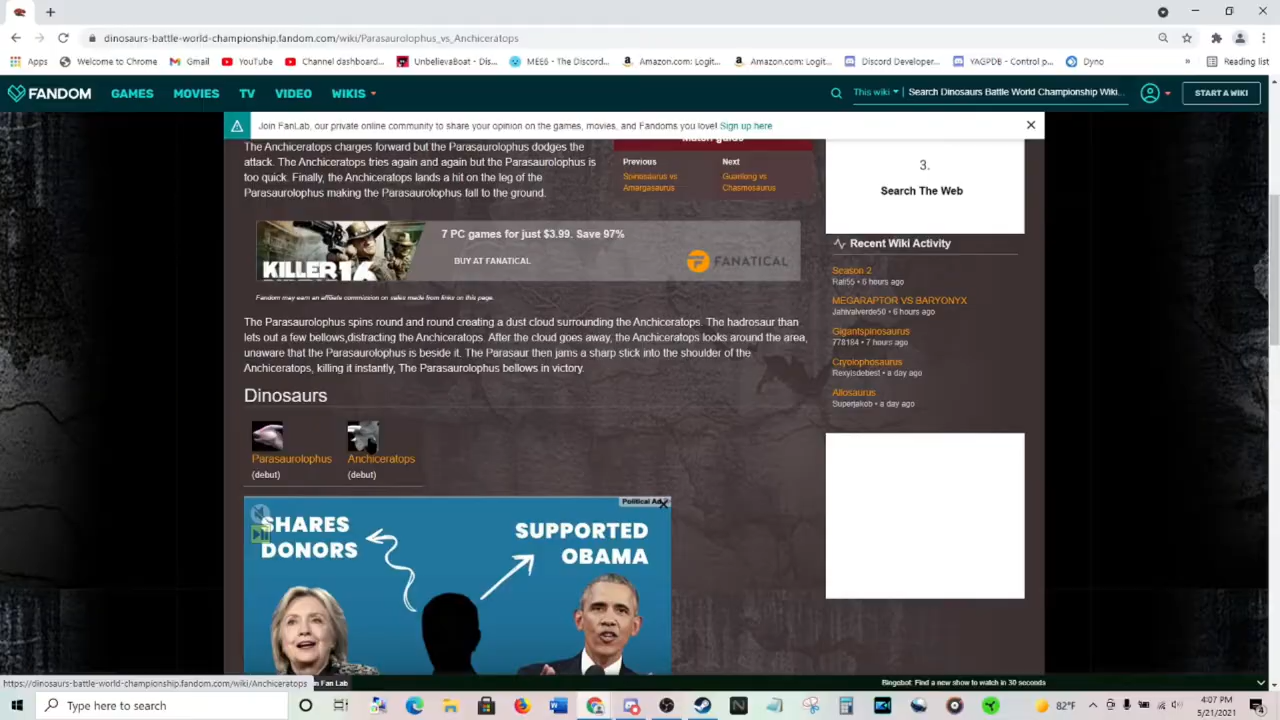 dinosaurs-battle-world-championship.fandom.com/wiki/Parasaurolophus_vs_Anchiceratops
Apps Welcome to Chrome Gmail YouTube Channel dashboard... UnbelievaBoat - Dis... MEE6 - The Discord... Amazon.com: Logit... Amazon.com: Logit... Discord Developer... YAGPDB - Control p... Dyno » Reading list
FANDOM GAMES MOVIES TV VIDEO WIKIS This wiki Search Dinosaurs Battle World Championship Wiki... START A WIKI
Join FanLab, our private online community to share your opinion on the games, movies, and Fandoms you love! Sign up here
The Anchiceratops charges forward but the Parasaurolophus dodges the
attack. The Anchiceratops tries again and again but the Parasaurolophus is
too quick. Finally, the Anchiceratops lands a hit on the leg of the
Parasaurolophus making the Parasaurolophus fall to the ground.
Previous Next
Spinosaurus vs
Amargasaurus
Guanlong vs
Chasmosaurus
3.
Search The Web
KILLER
7 PC games for just $3.99. Save 97%
BUY AT FANATICAL
FANATICAL
Fandom may earn an affiliate commission on sales made from links on this page.
Recent Wiki Activity
Season 2
Rali55 • 6 hours ago
MEGARAPTOR VS BARYONYX
Jahivalverde50 • 6 hours ago
Gigantspinosaurus
778184 • 7 hours ago
Cryolophosaurus
Rexyisdebest • a day ago
Allosaurus
Superjakob • a day ago
The Parasaurolophus spins round and round creating a dust cloud surrounding the Anchiceratops. The hadrosaur than
lets out a few bellows,distracting the Anchiceratops. After the cloud goes away, the Anchiceratops looks around the area,
unaware that the Parasaurolophus is beside it. The Parasaur then jams a sharp stick into the shoulder of the
Anchiceratops, killing it instantly, The Parasaurolophus bellows in victory.
Dinosaurs
Parasaurolophus Anchiceratops
(debut) (debut)
Political Ad
SHARES
DONORS
SUPPORTED
OBAMA
https://dinosaurs-battle-world-championship.fandom.com/wiki/Anchiceratops
Fan Lab
Bingebot: Find a new show to watch in 30 seconds
Type here to search
82°F
4:07 PM
5/21/2021
4